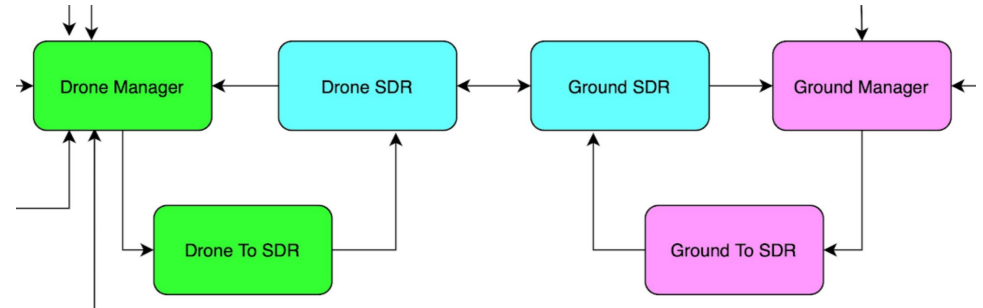 Drone Manager
Drone SDR
Ground SDR
Ground Manager
Drone To SDR
Ground To SDR